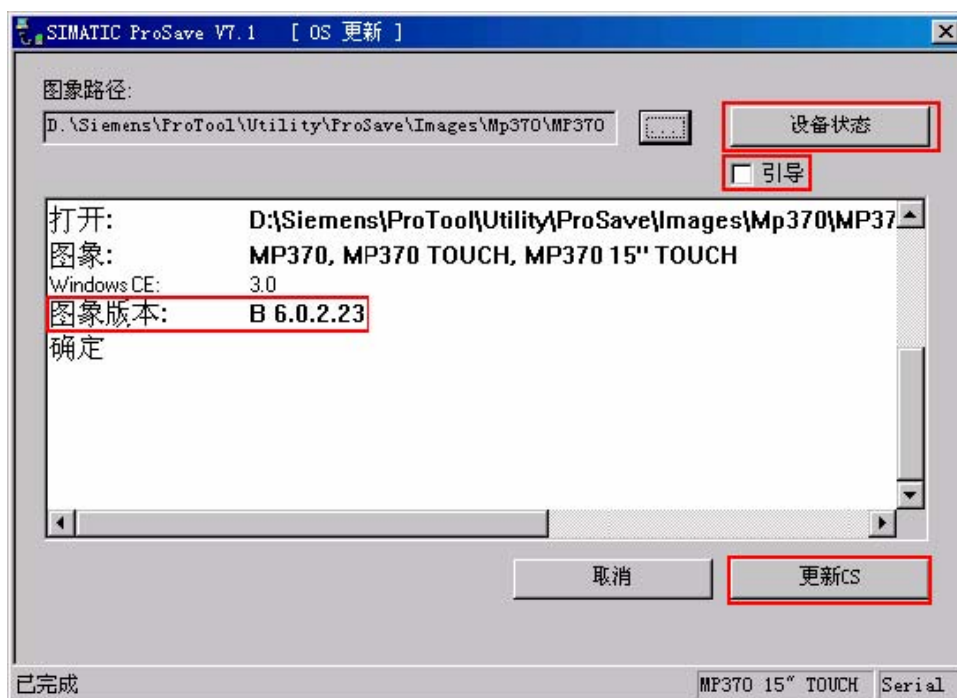 SIMATIC ProSave V7.1 [ OS 更新 ]
图象路径:
D.\Siemens\ProTool\Utility\ProSave\Images\Mp370\MP370
...
设备状态
引导
打开: D:\Siemens\ProTool\Utility\ProSave\Images\Mp370\MP37
图象: MP370, MP370 TOUCH, MP370 15" TOUCH
Windows CE: 3.0
图象版本: B 6.0.2.23
确定
取消
更新CS
已完成
MP370 15" TOUCH
Serial